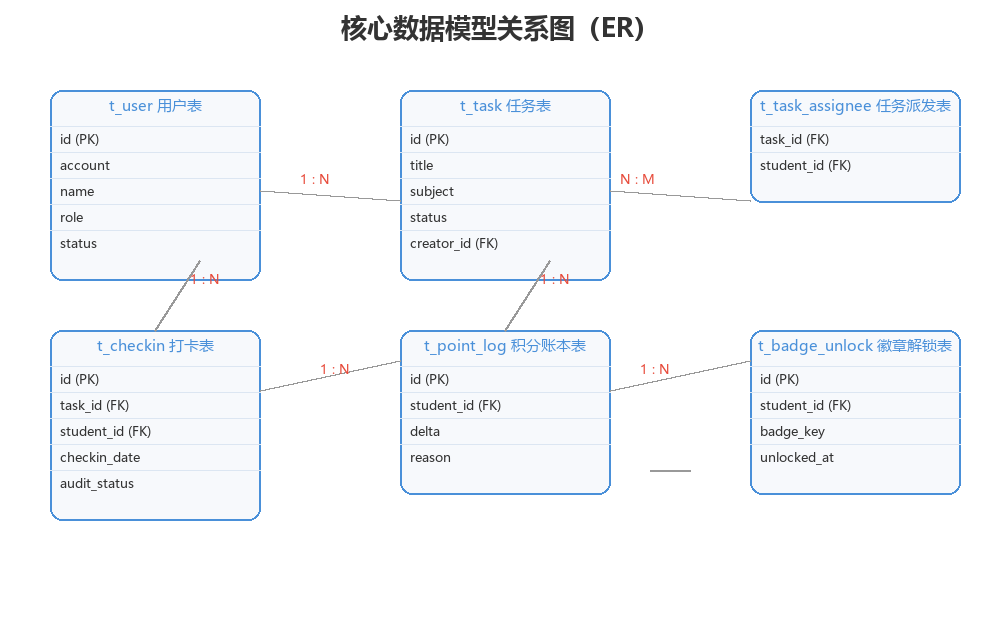 核心数据模型关系图（ER）
t_user 用户表
id (PK)
account
name
role
status
1 : N
t_task 任务表
id (PK)
title
subject
status
creator_id (FK)
N : M
t_task_assignee 任务派发表
task_id (FK)
student_id (FK)
1 : N
1 : N
t_checkin 打卡表
id (PK)
task_id (FK)
student_id (FK)
checkin_date
audit_status
1 : N
t_point_log 积分账本表
id (PK)
student_id (FK)
delta
reason
1 : N
t_badge_unlock 徽章解锁表
id (PK)
student_id (FK)
badge_key
unlocked_at